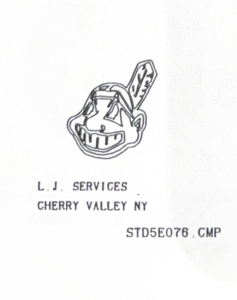 L.J. SERVICES
CHERRY VALLEY NY
STD5E076.CMP